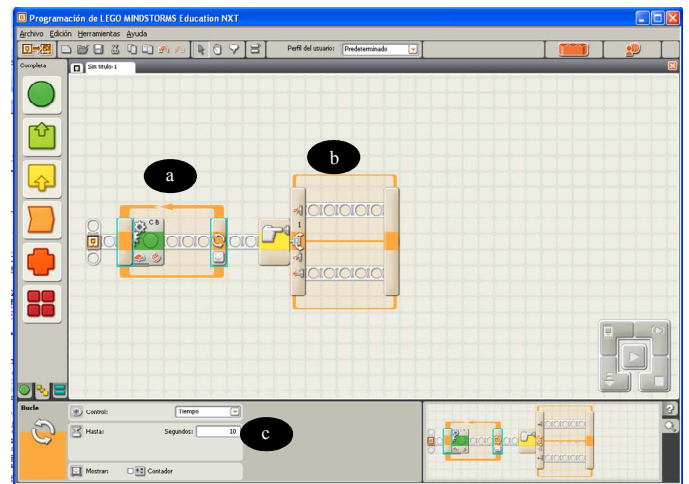 Programación de LEGO MINDSTORMS Education NXT
Archivo Edición Herramientas Ayuda
Perfil del usuario: Predeterminado
Completa
Sin título-1
a
b
C B
1
Bucle
Control: Tiempo
Hasta: Segundos: 10
c
Mostrar: Contador
?